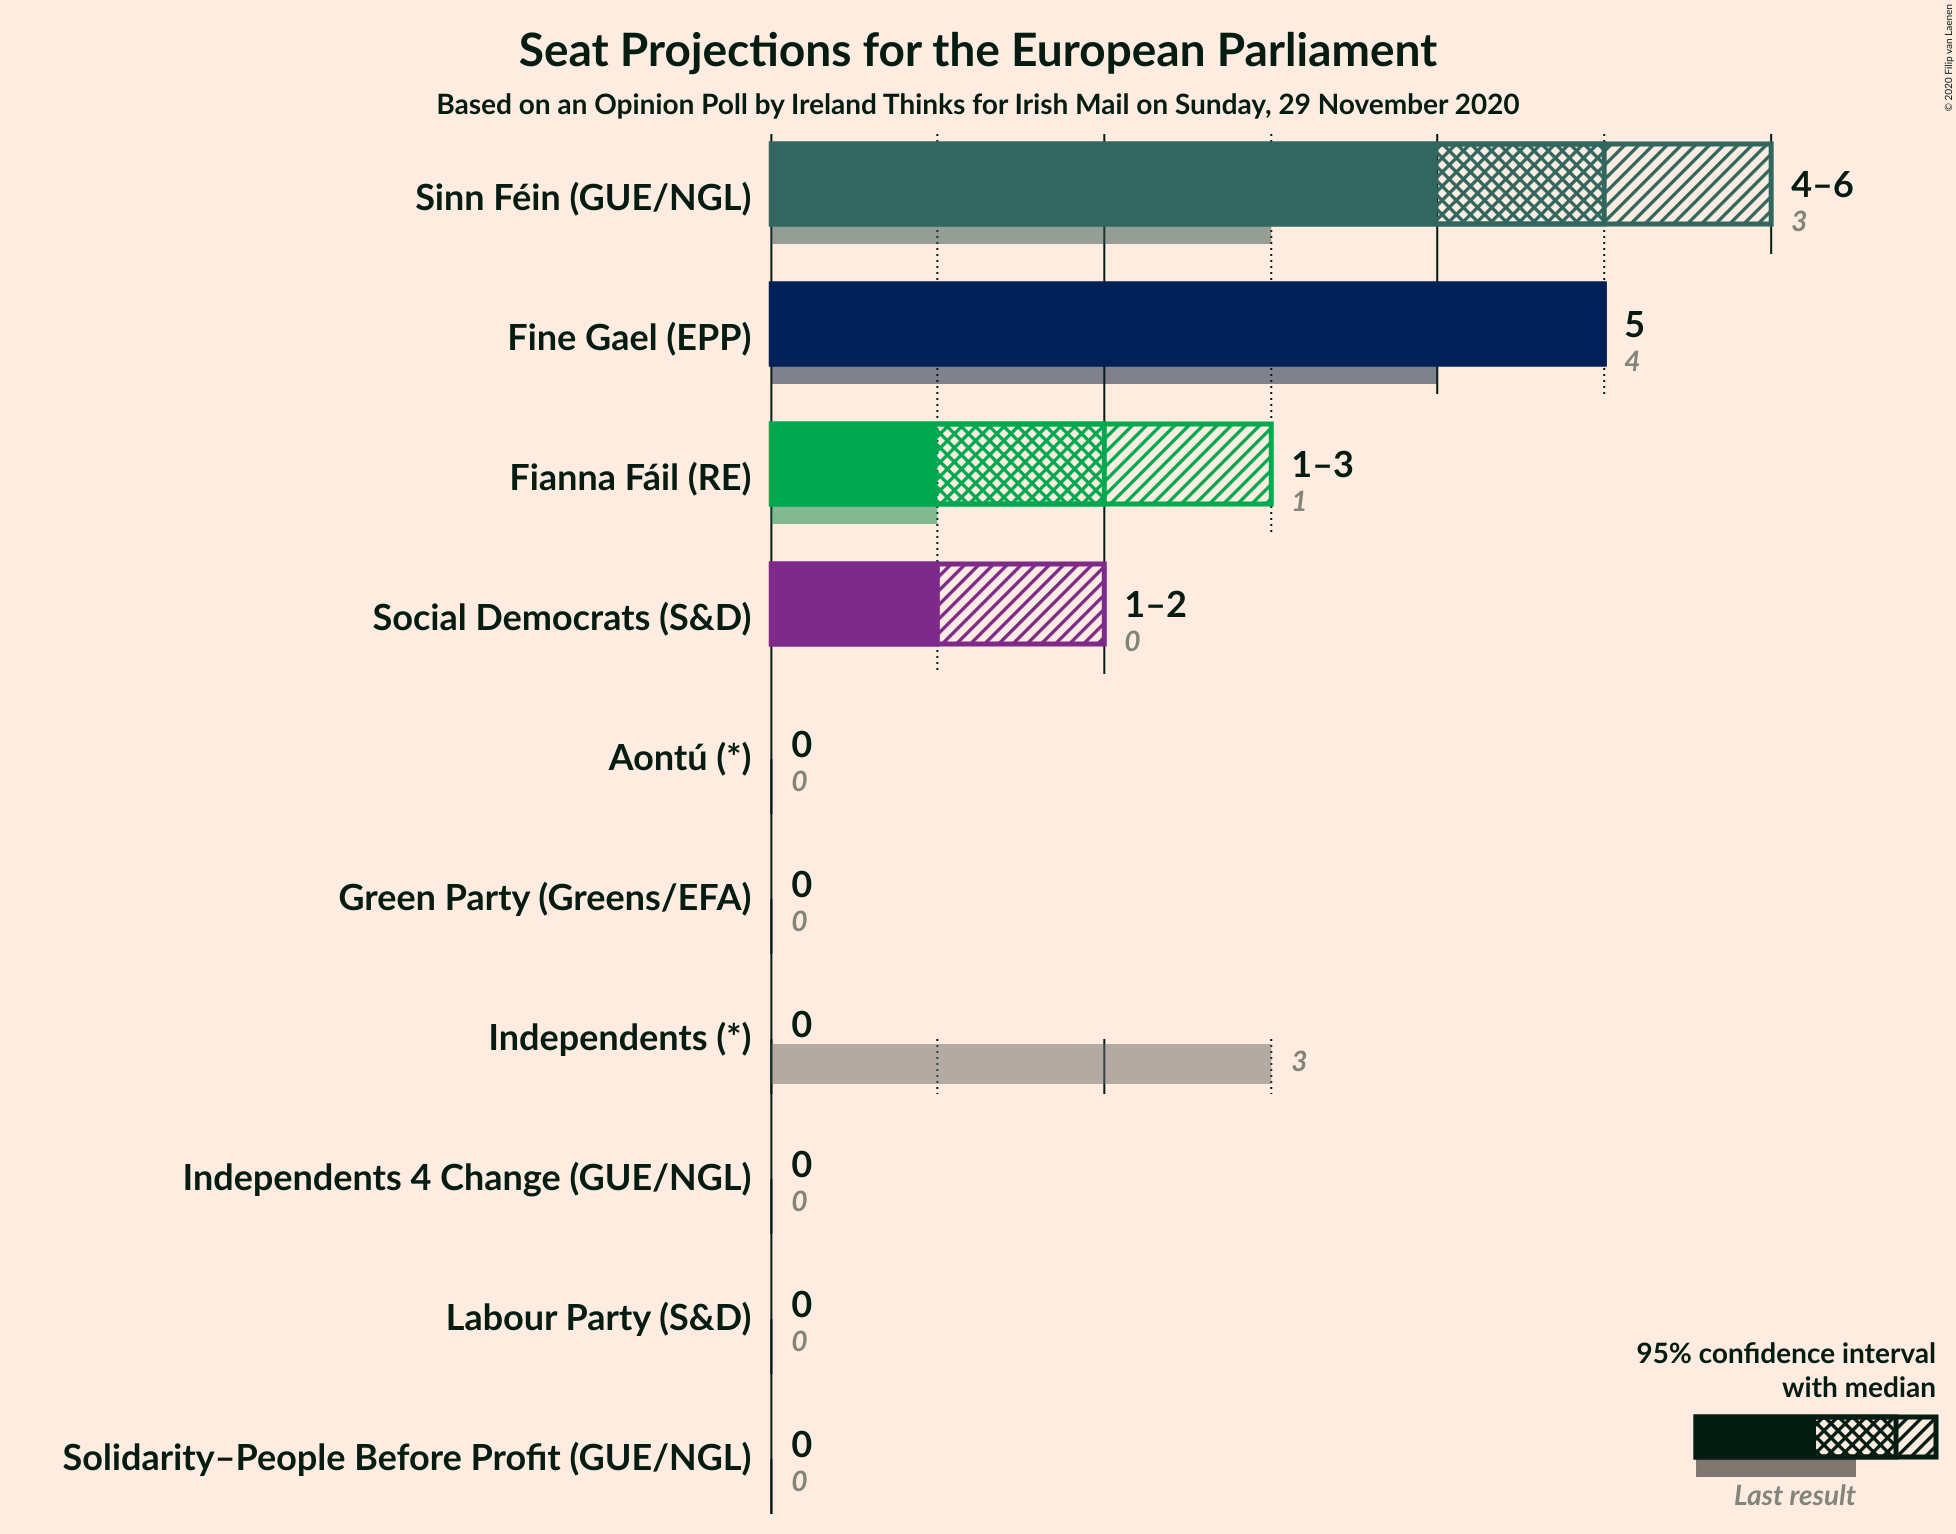 Seat Projections for the European Parliament
Based on an Opinion Poll by Ireland Thinks for Irish Mail on Sunday, 29 November 2020
© 2020 Filip van Laenen
Sinn Féin (GUE/NGL)
4–6
3
Fine Gael (EPP)
5
4
Fianna Fáil (RE)
1–3
1
Social Democrats (S&D)
1–2
0
Aontú (*)
0
0
Green Party (Greens/EFA)
0
0
Independents (*)
0
3
Independents 4 Change (GUE/NGL)
0
0
Labour Party (S&D)
0
0
Solidarity–People Before Profit (GUE/NGL)
0
0
95% confidence interval
with median
Last result